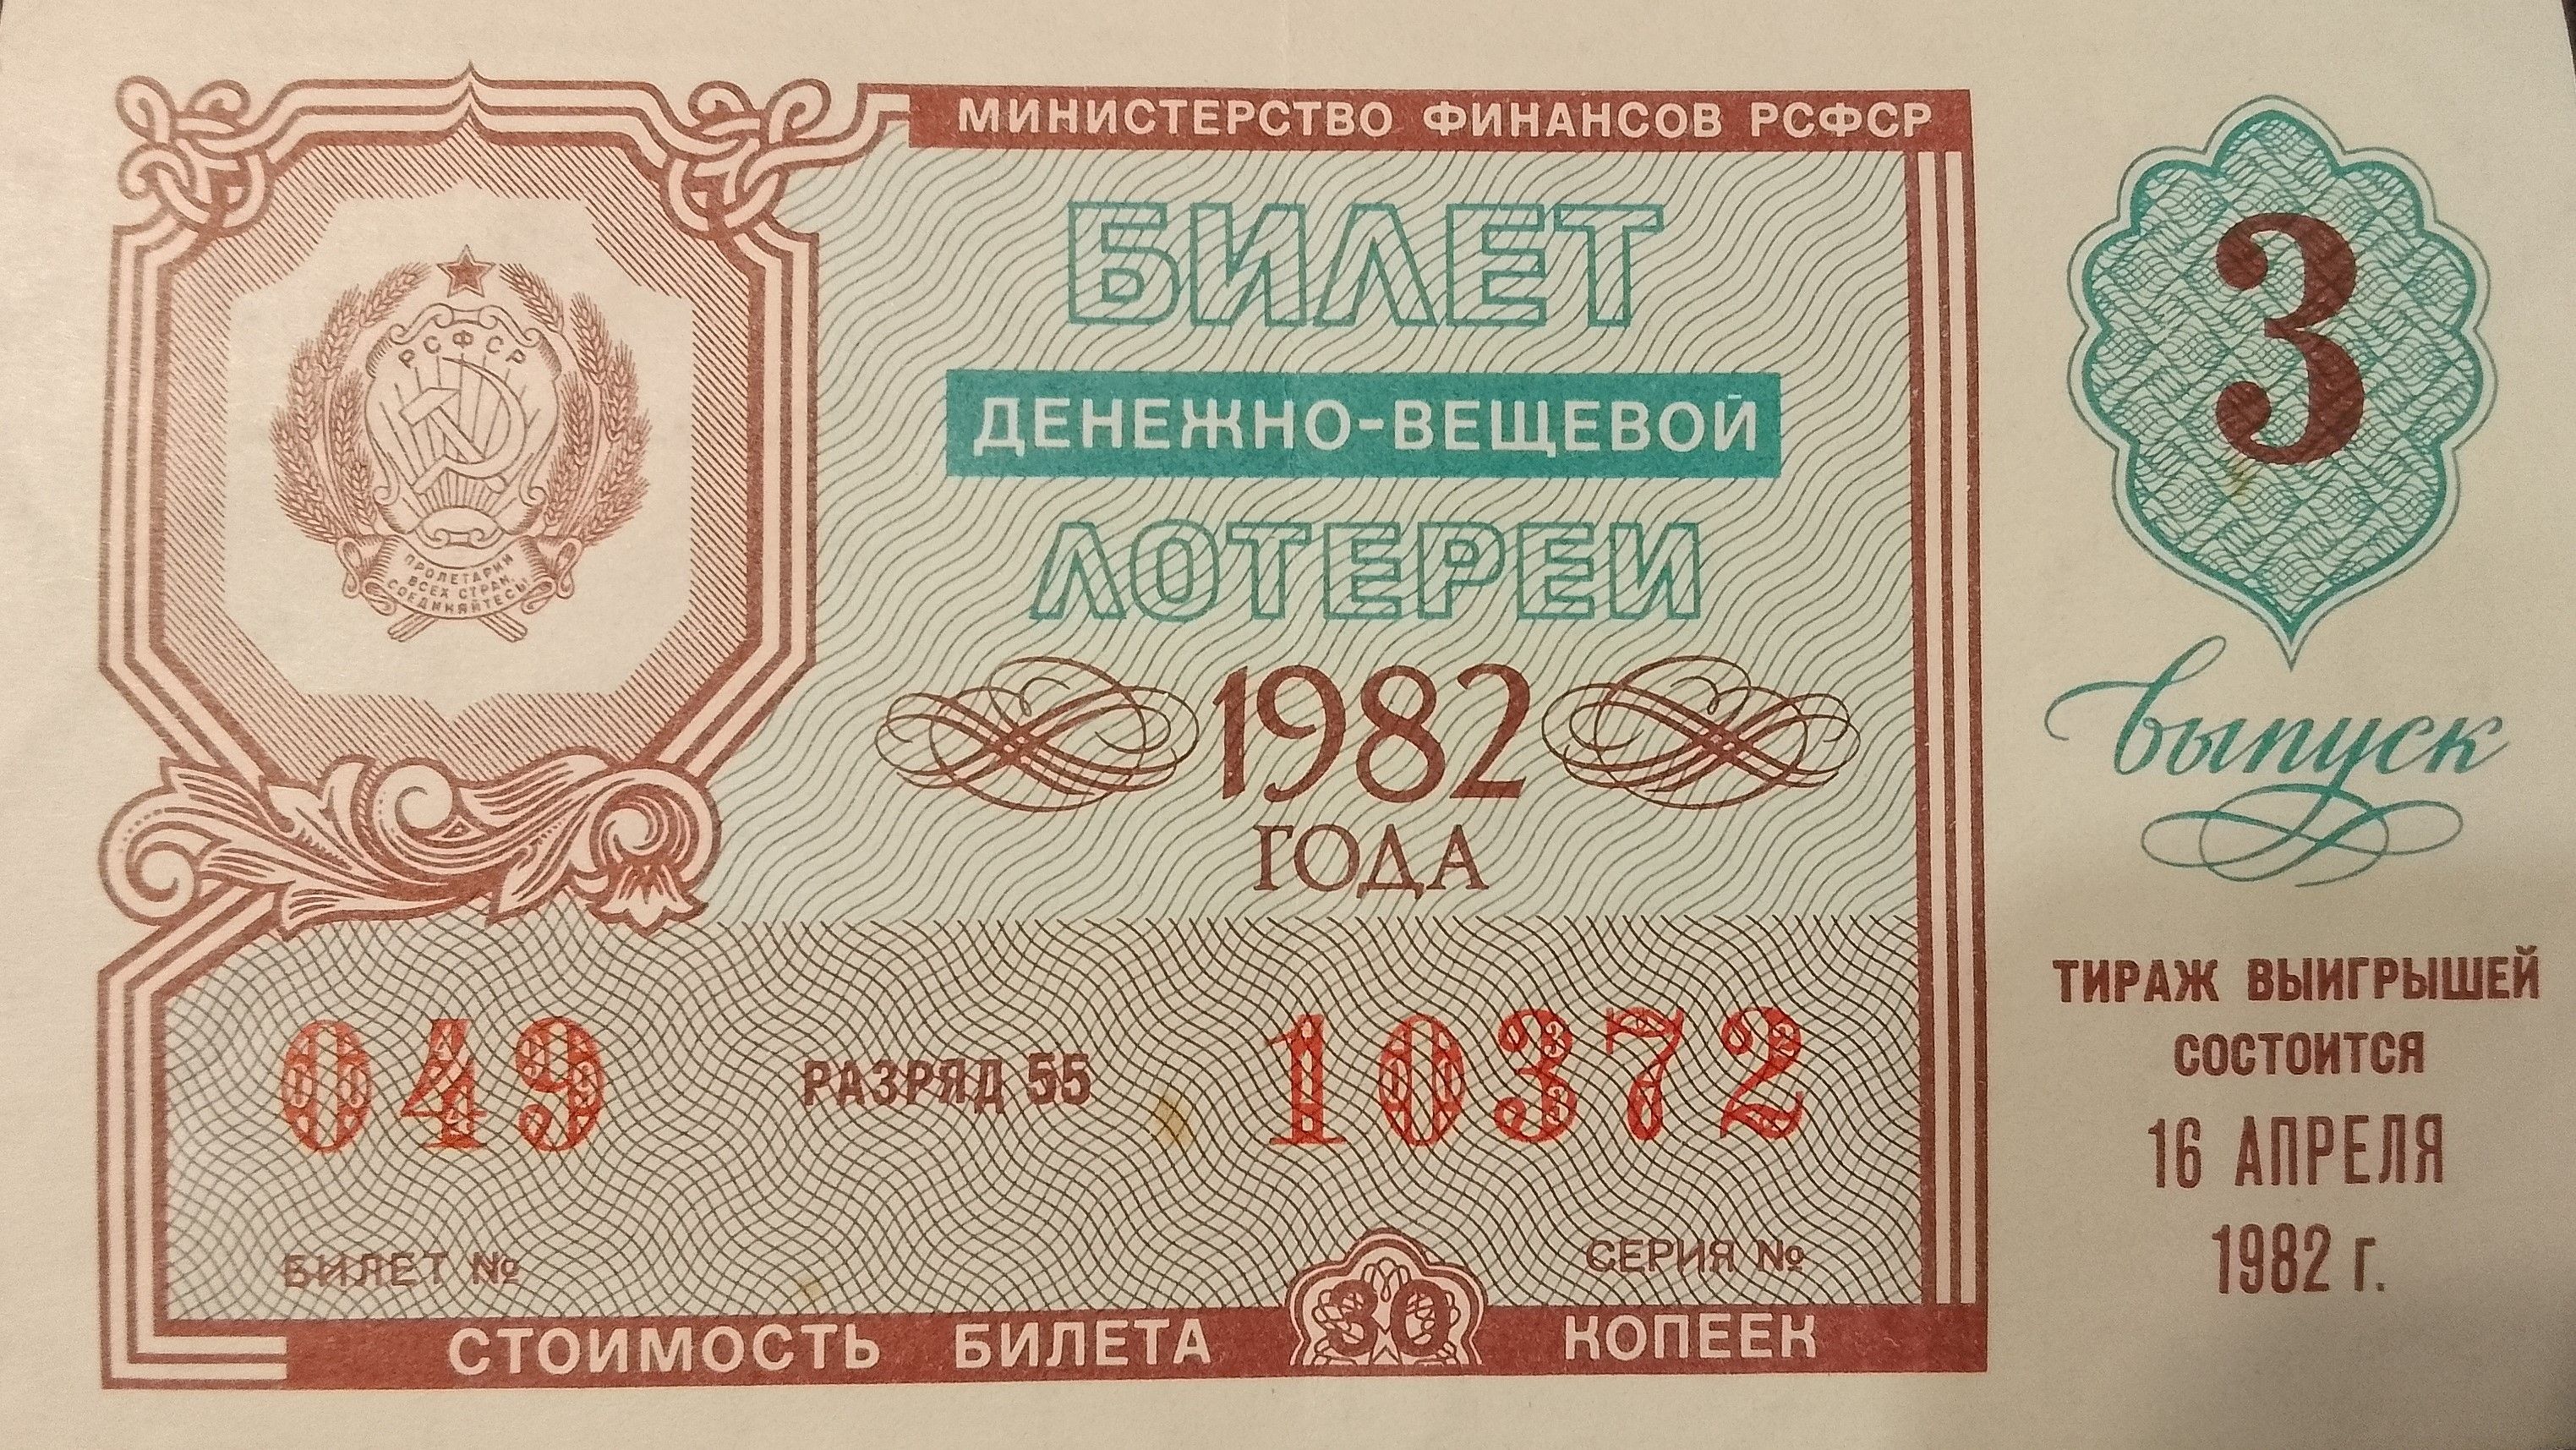 МИНИСТЕРСТВО ФИНАНСОВ РСФСР
БИЛЕТ
ДЕНЕЖНО-ВЕЩЕВОЙ
ЛОТЕРЕИ
1982
ГОДА
РСФСР
ПРОЛЕТАРИИ
ВСЕХ СТРАН,
СОЕДИНЯЙТЕСЬ!
049
РАЗРЯД 55
10372
БИЛЕТ №
СЕРИЯ №
СТОИМОСТЬ БИЛЕТА 30 КОПЕЕК
3
выпуск
ТИРАЖ ВЫИГРЫШЕЙ
СОСТОИТСЯ
16 АПРЕЛЯ
1982 г.